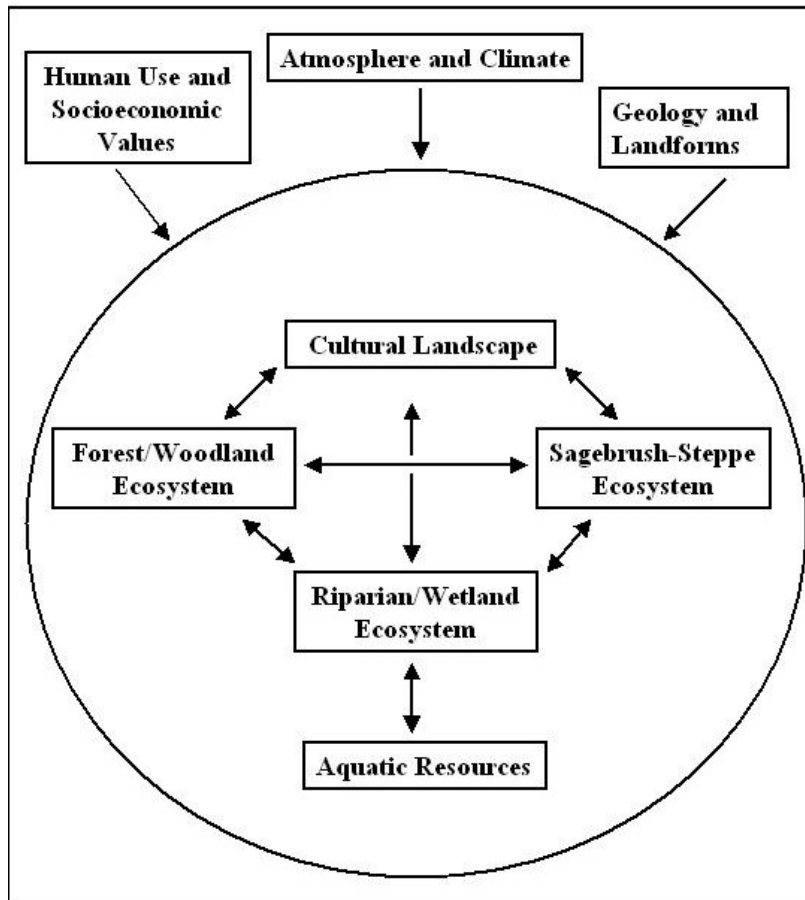 Human Use and
Socioeconomic
Values
Atmosphere and Climate
Geology and
Landforms
Cultural Landscape
Forest/Woodland
Ecosystem
Sagebrush-Steppe
Ecosystem
Riparian/Wetland
Ecosystem
Aquatic Resources